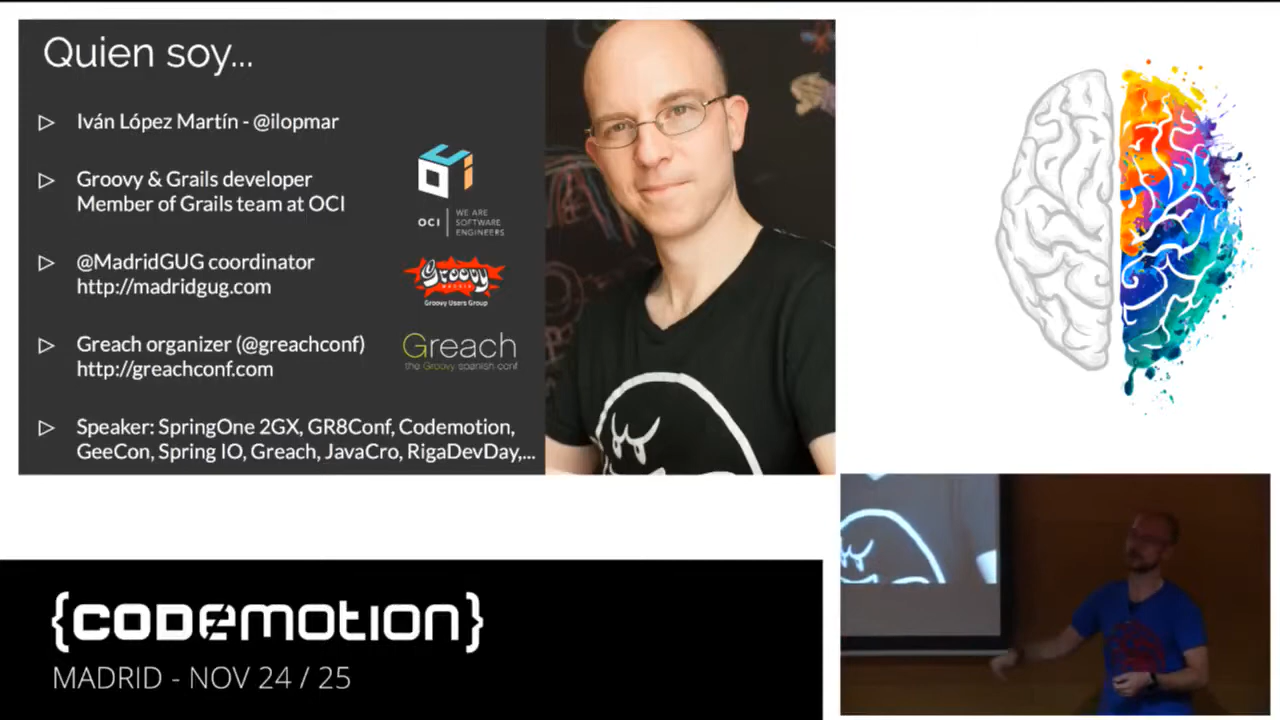 Quien soy...
Iván López Martín - @ilopmar
Groovy & Grails developer
Member of Grails team at OCI
OCI
WE ARE
SOFTWARE
ENGINEERS
@MadridGUG coordinator
http://madridgug.com
Groovy
MADRID
Groovy Users Group
Greach organizer (@greachconf)
http://greachconf.com
Greach
the Groovy spanish conf
Speaker: SpringOne 2GX, GR8Conf, Codemotion,
GeeCon, Spring IO, Greach, JavaCro, RigaDevDay,...
{codemotion}
MADRID - NOV 24 / 25